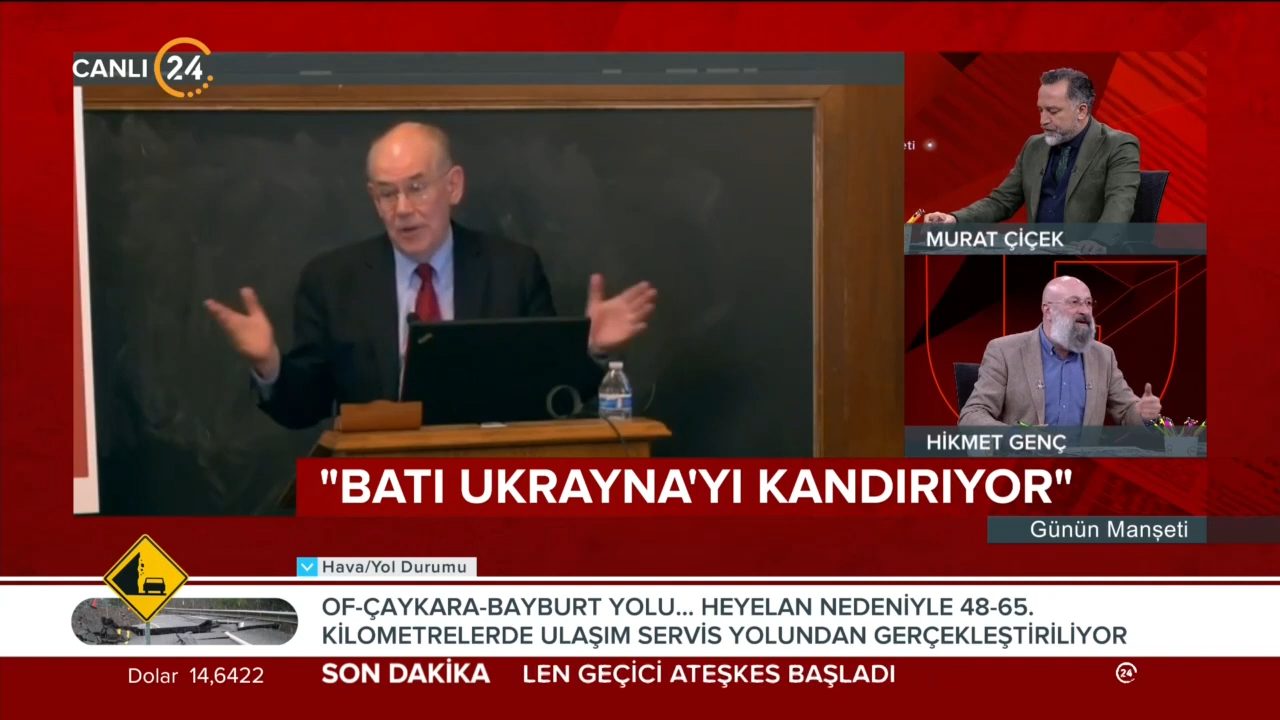 CANLI 24
eti
MURAT ÇİÇEK
HİKMET GENÇ
"BATI UKRAYNA'YI KANDIRIYOR"
Günün Manşeti
Hava/Yol Durumu
OF-ÇAYKARA-BAYBURT YOLU... HEYELAN NEDENİYLE 48-65.
KİLOMETRELERDE ULAŞIM SERVİS YOLUNDAN GERÇEKLEŞTİRİLİYOR
Dolar 14,6422
SON DAKİKA
LEN GEÇİCİ ATEŞKES BAŞLADI
24